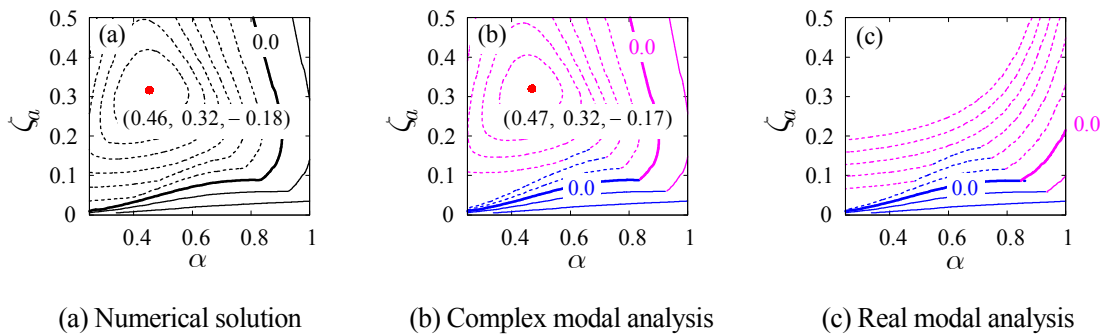 0.5
0.4
0.3
0.2
0.1
0
ζa
(a)
0.0
(0.46, 0.32, −0.18)
0.4 0.6 0.8 1
α
0.5
0.4
0.3
0.2
0.1
0
ζa
(b)
0.0
(0.47, 0.32, −0.17)
0.0
0.4 0.6 0.8 1
α
0.5
0.4
0.3
0.2
0.1
0
ζa
(c)
0.0
0.0
0.4 0.6 0.8 1
α
(a) Numerical solution (b) Complex modal analysis (c) Real modal analysis